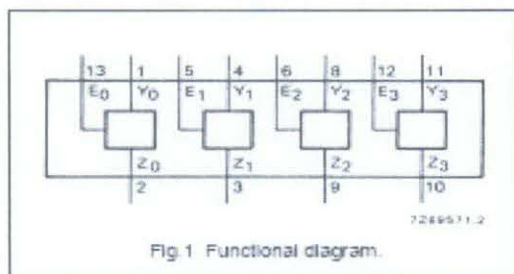 13 1 5 4 6 8 12 11
E0 Y0 E1 Y1 E2 Y2 E3 Y3
Z0 Z1 Z2 Z3
2 3 9 10
7Z69571.2
Fig.1 Functional diagram.